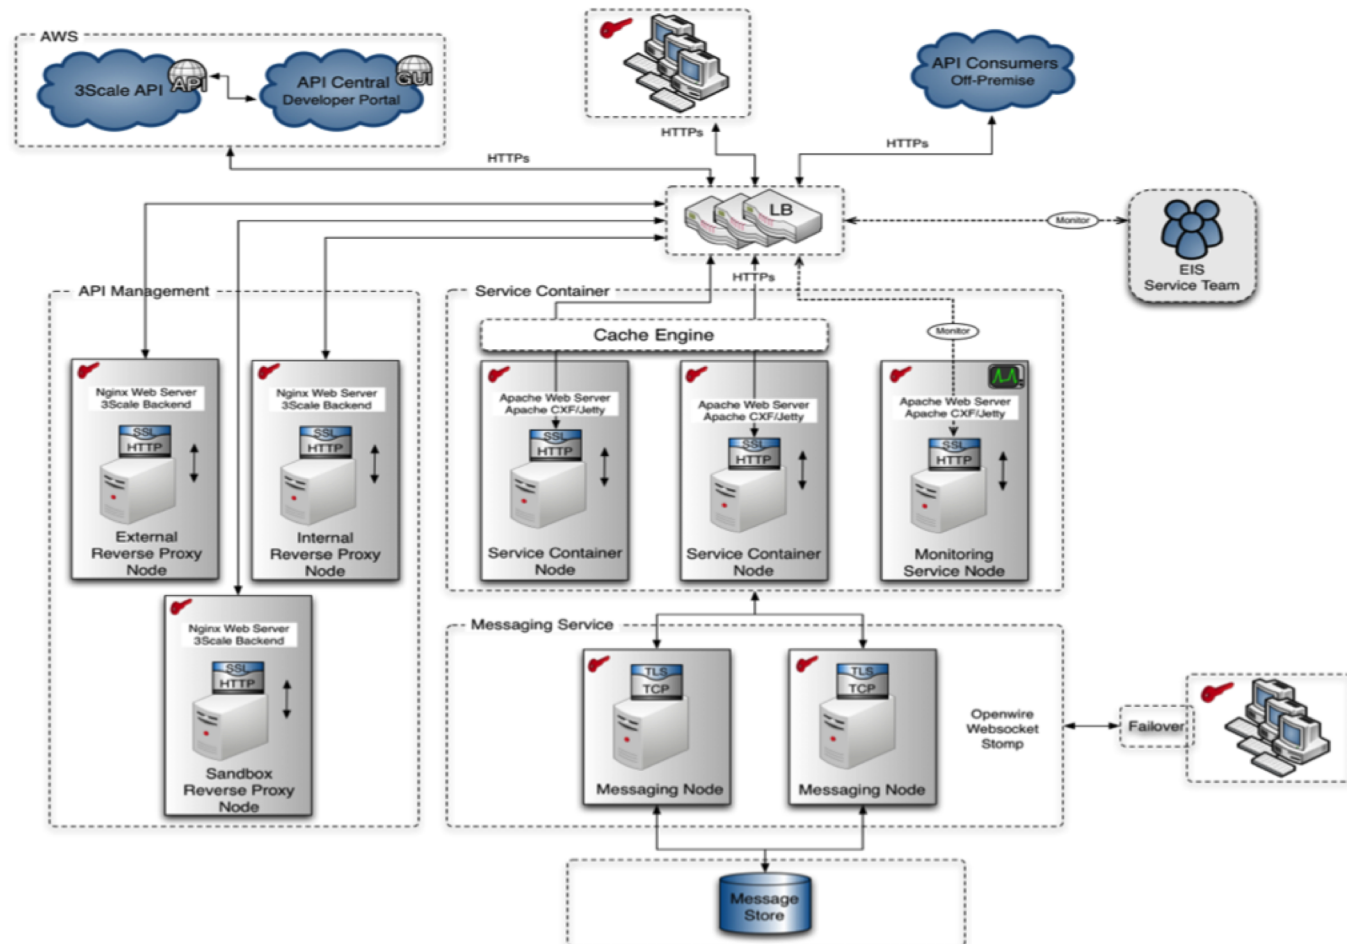 AWS
3Scale API
API
API Central
Developer Portal
GUI
API Consumers
Off-Premise
HTTPs
HTTPs
HTTPs
LB
Monitor
EIS
Service Team
HTTPs
API Management
Nginx Web Server
3Scale Backend
SSL
HTTP
External
Reverse Proxy
Node
Nginx Web Server
3Scale Backend
SSL
HTTP
Internal
Reverse Proxy
Node
Nginx Web Server
3Scale Backend
SSL
HTTP
Sandbox
Reverse Proxy
Node
Service Container
Cache Engine
Monitor
Apache Web Server
Apache CXF/Jetty
SSL
HTTP
Service Container
Node
Apache Web Server
Apache CXF/Jetty
SSL
HTTP
Service Container
Node
Apache Web Server
Apache CXF/Jetty
SSL
HTTP
Monitoring
Service Node
Messaging Service
TLS
TCP
Messaging Node
TLS
TCP
Messaging Node
Openwire
Websocket
Stomp
Failover
Message
Store